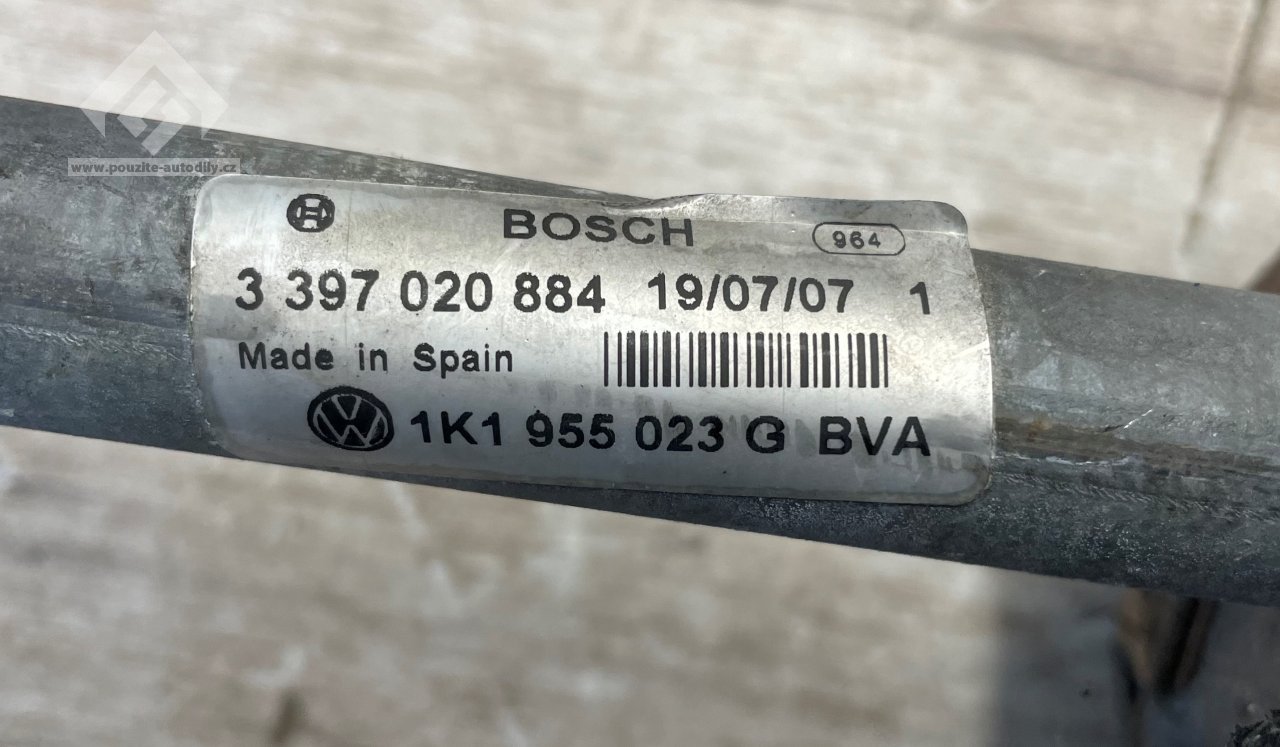 www.pouzite-autodily.cz
BOSCH 964
3 397 020 884 19/07/07 1
Made in Spain
1K1 955 023 G BVA